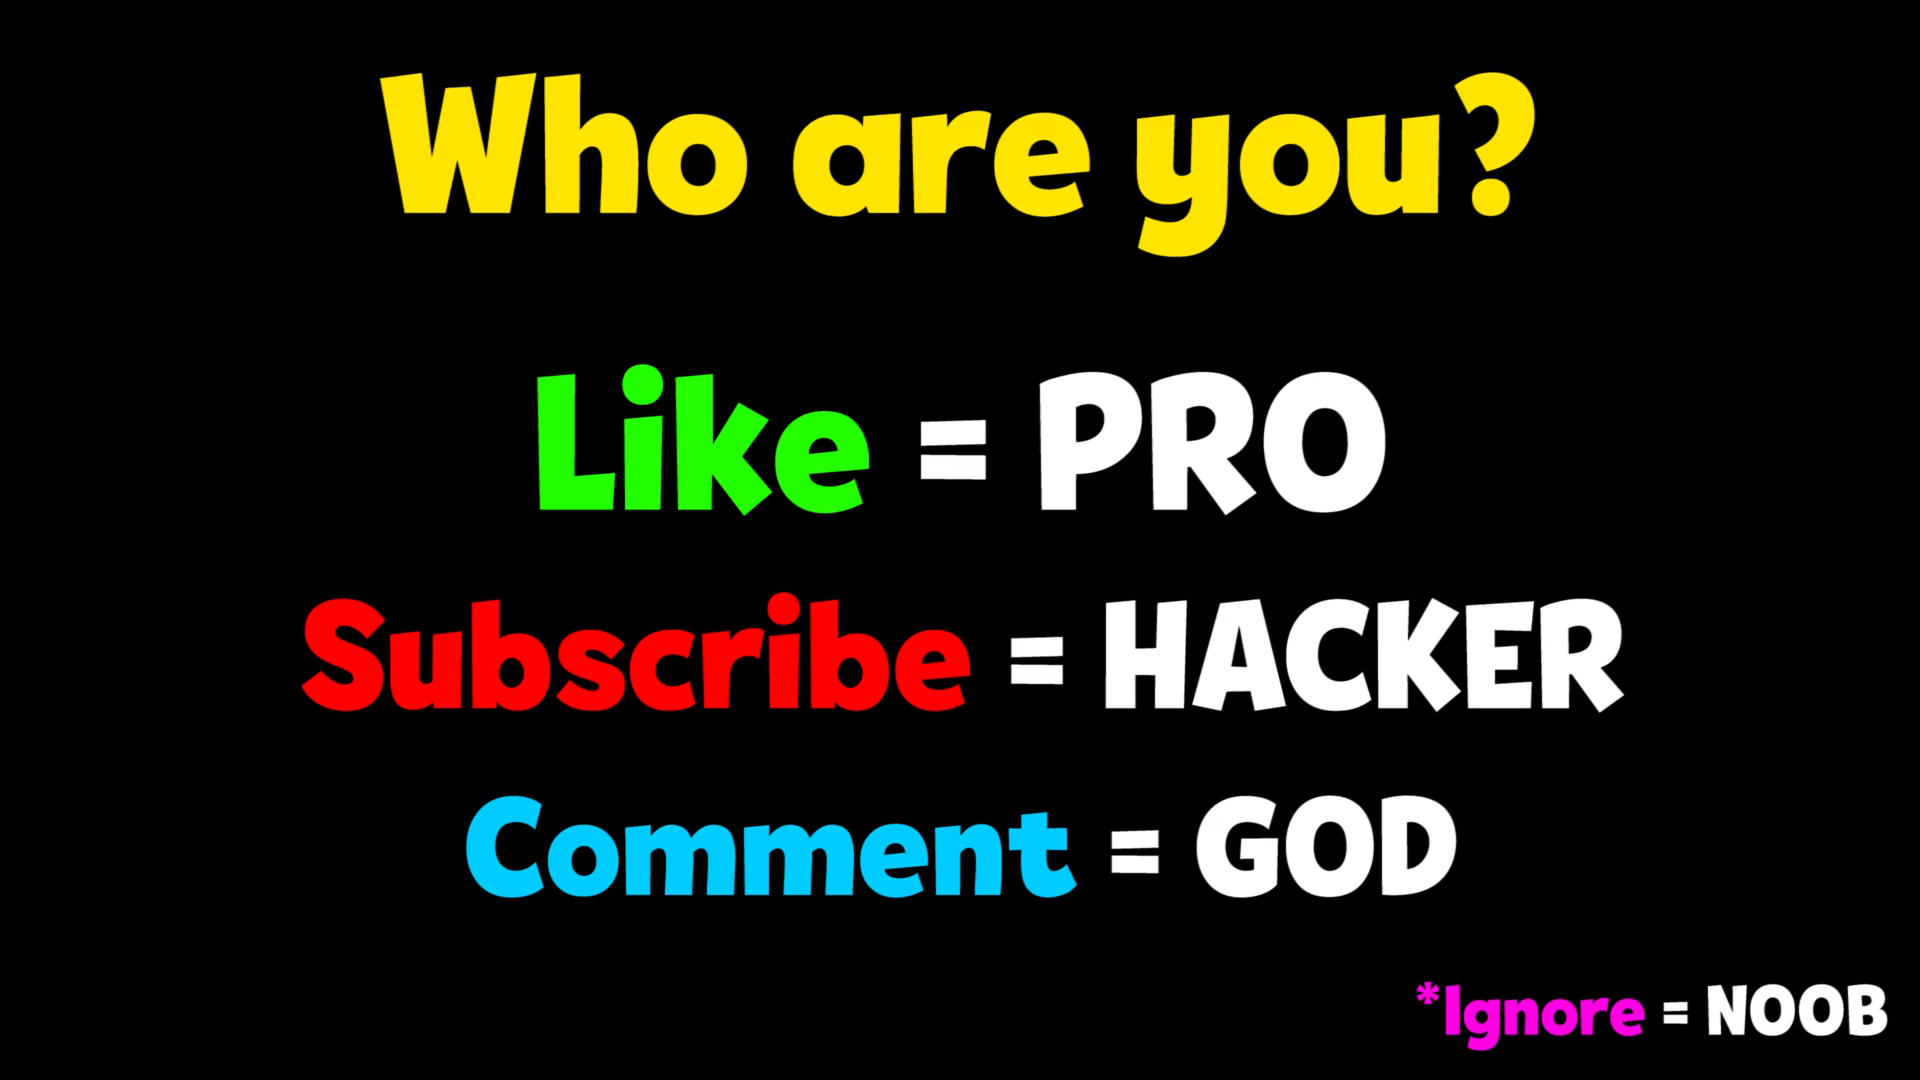 Who are you?
Like = PRO
Subscribe = HACKER
Comment = GOD
*Ignore = NOOB